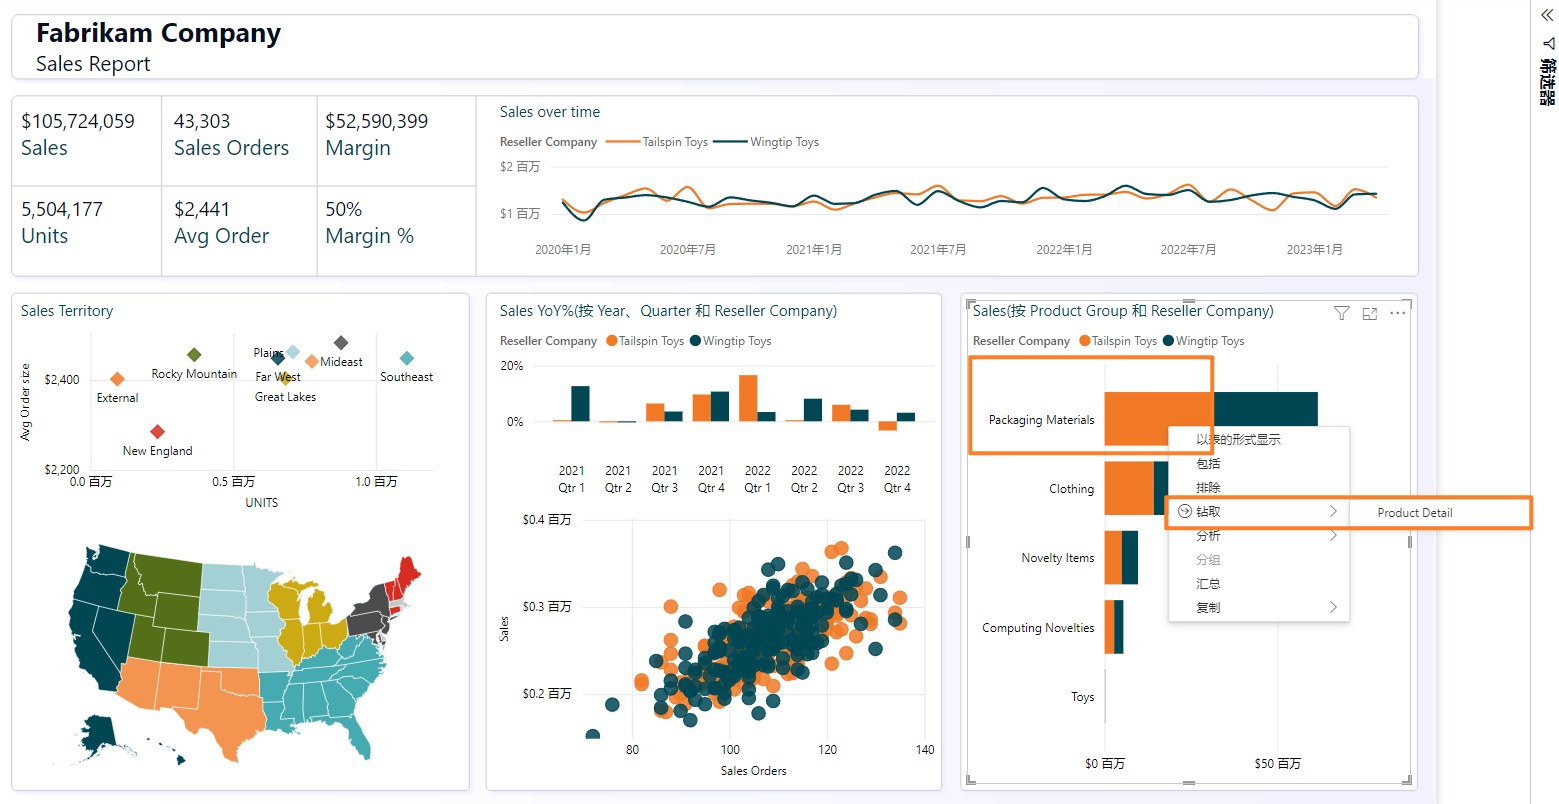 Fabrikam Company
Sales Report
$105,724,059
Sales
43,303
Sales Orders
$52,590,399
Margin
5,504,177
Units
$2,441
Avg Order
50%
Margin %
Sales over time
Reseller Company Tailspin Toys Wingtip Toys
$2 百万
$1 百万
2020年1月 2020年7月 2021年1月 2021年7月 2022年1月 2022年7月 2023年1月
Sales Territory
Avg Order size
$2,400
$2,200
External
Rocky Mountain
New England
Plains
Far West
Great Lakes
Mideast
Southeast
0.0 百万 0.5 百万 1.0 百万
UNITS
Sales YoY%(按 Year、Quarter 和 Reseller Company)
Reseller Company Tailspin Toys Wingtip Toys
20%
0%
2021 2021 2021 2021 2022 2022 2022 2022
Qtr 1 Qtr 2 Qtr 3 Qtr 4 Qtr 1 Qtr 2 Qtr 3 Qtr 4
$0.4 百万
$0.3 百万
$0.2 百万
Sales
80 100 120 140
Sales Orders
Sales(按 Product Group 和 Reseller Company)
Reseller Company Tailspin Toys Wingtip Toys
Packaging Materials
Clothing
Novelty Items
Computing Novelties
Toys
$0 百万 $50 百万
以表的形式显示
包括
排除
钻取
Product Detail
分析
分组
汇总
复制
筛选器